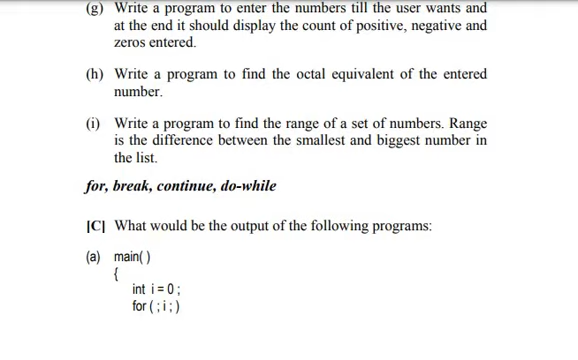 (g) Write a program to enter the numbers till the user wants and
at the end it should display the count of positive, negative and
zeros entered.
(h) Write a program to find the octal equivalent of the entered
number.
(i) Write a program to find the range of a set of numbers. Range
is the difference between the smallest and biggest number in
the list.
for, break, continue, do-while
[C] What would be the output of the following programs:
(a) main( )
{
int i = 0 ;
for ( ; i ; )